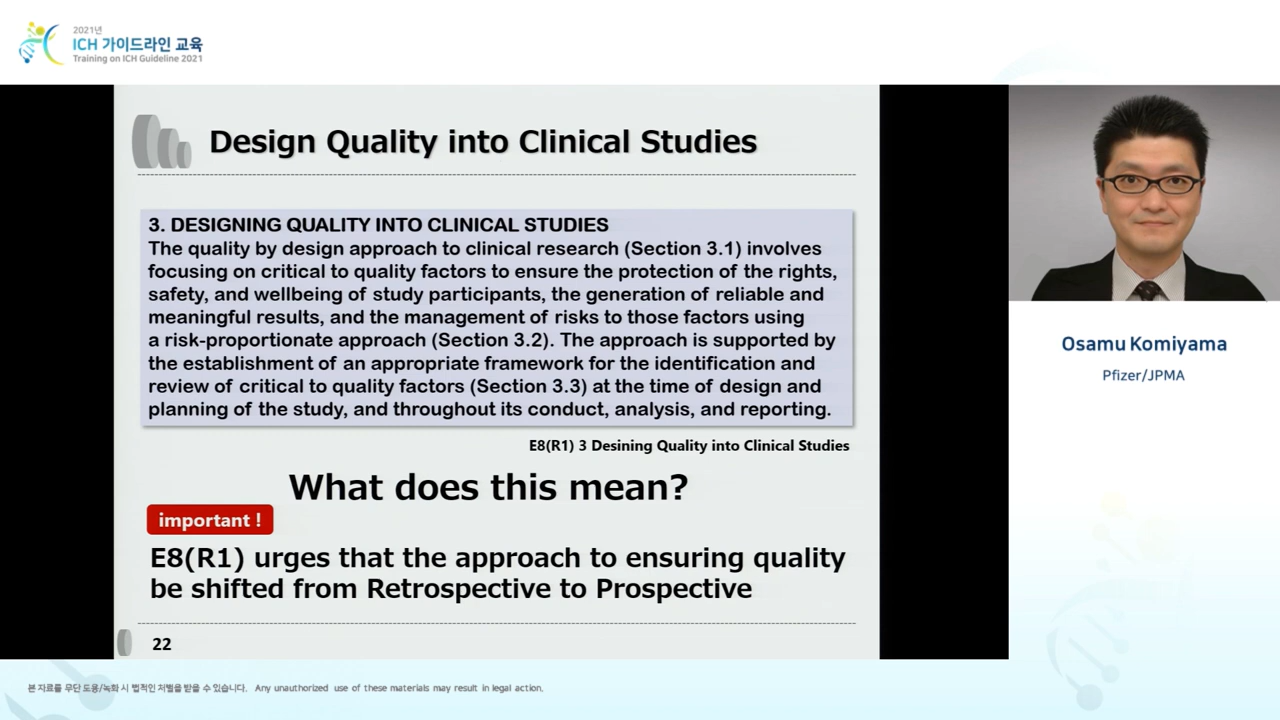 2021년
ICH 가이드라인 교육
Training on ICH Guideline 2021
Design Quality into Clinical Studies
3. DESIGNING QUALITY INTO CLINICAL STUDIES
The quality by design approach to clinical research (Section 3.1) involves
focusing on critical to quality factors to ensure the protection of the rights,
safety, and wellbeing of study participants, the generation of reliable and
meaningful results, and the management of risks to those factors using
a risk-proportionate approach (Section 3.2). The approach is supported by
the establishment of an appropriate framework for the identification and
review of critical to quality factors (Section 3.3) at the time of design and
planning of the study, and throughout its conduct, analysis, and reporting.
E8(R1) 3 Desining Quality into Clinical Studies
What does this mean?
important !
E8(R1) urges that the approach to ensuring quality
be shifted from Retrospective to Prospective
22
Osamu Komiyama
Pfizer/JPMA
본 자료를 무단 도용/녹화 시 법적인 처벌을 받을 수 있습니다. Any unauthorized use of these materials may result in legal action.